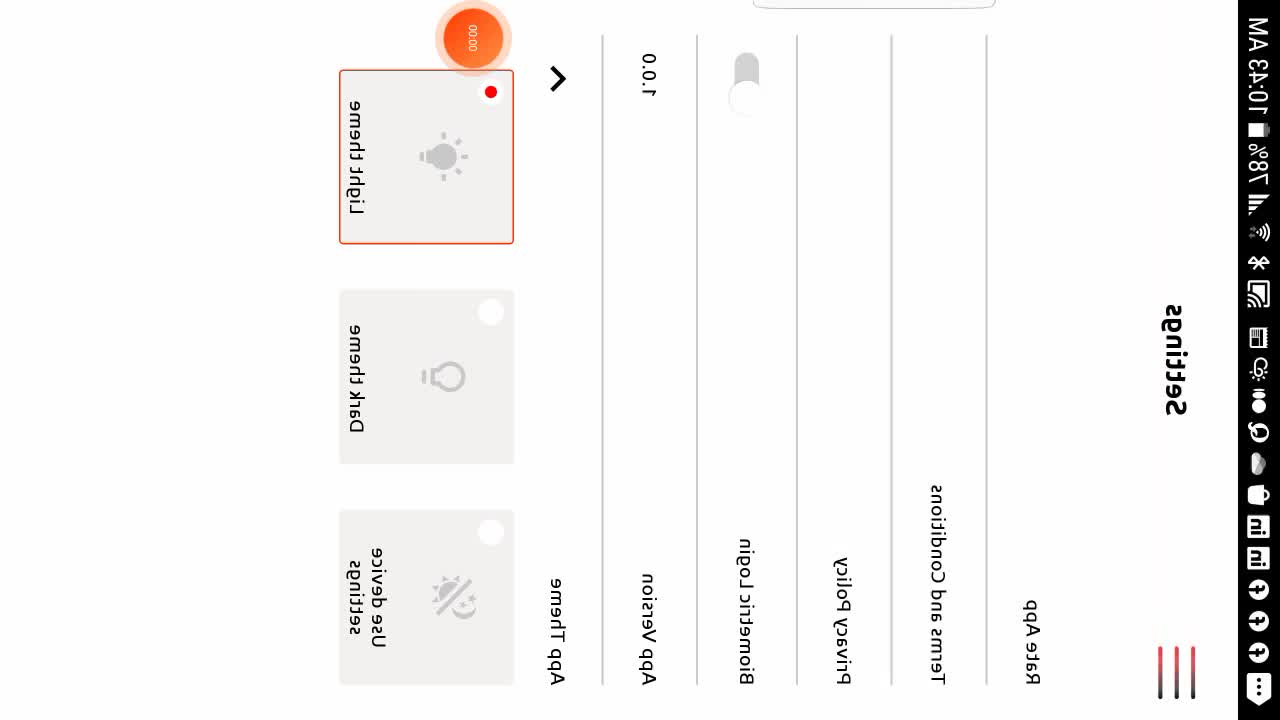 78% 10:43 AM
Settings
Rate App
Terms and Conditions
Privacy Policy
Biometric Login
App Version 1.0.0
App Theme
00:00
Use device
settings
Dark theme
Light theme